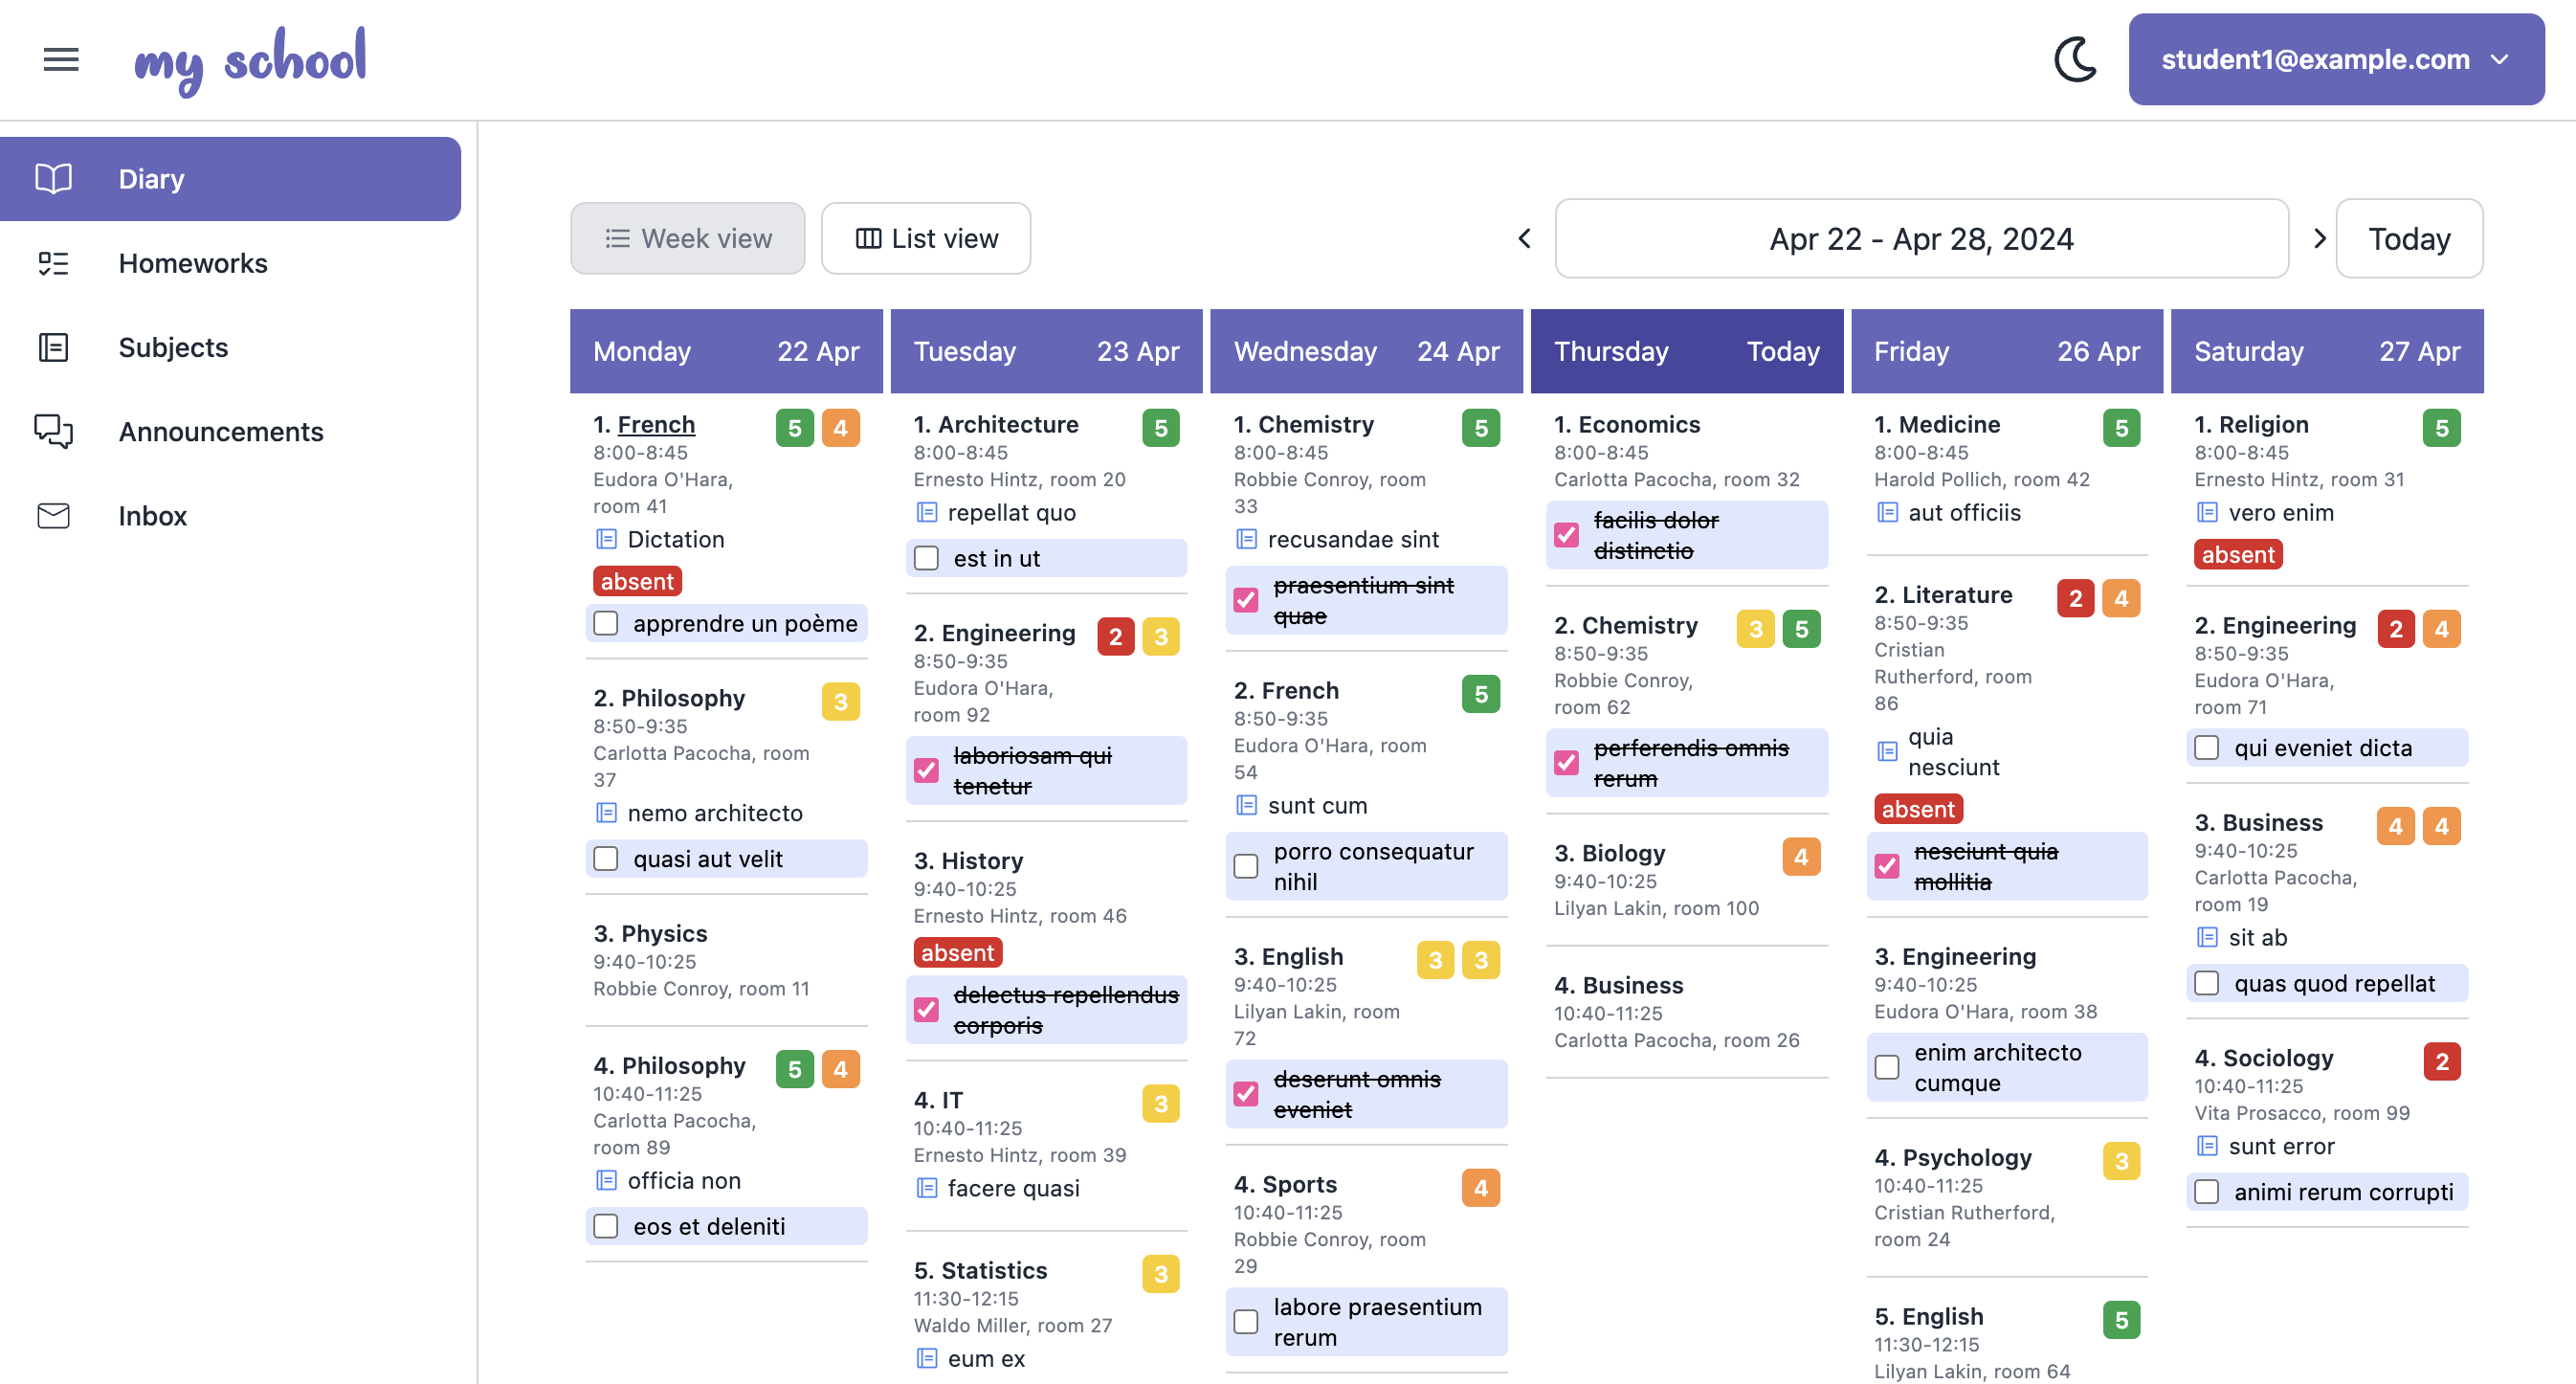 my school
student1@example.com
Diary
Homeworks
Subjects
Announcements
Inbox
Week view
List view
Apr 22 - Apr 28, 2024
Today
Monday 22 Apr
1. French 5 4
8:00-8:45
Eudora O'Hara,
room 41
Dictation
absent
apprendre un poème
2. Philosophy 3
8:50-9:35
Carlotta Pacocha, room
37
nemo architecto
quasi aut velit
3. Physics
9:40-10:25
Robbie Conroy, room 11
4. Philosophy 5 4
10:40-11:25
Carlotta Pacocha,
room 89
officia non
eos et deleniti
Tuesday 23 Apr
1. Architecture 5
8:00-8:45
Ernesto Hintz, room 20
repellat quo
est in ut
2. Engineering 2 3
8:50-9:35
Eudora O'Hara,
room 92
laboriosam qui
tenetur
3. History
9:40-10:25
Ernesto Hintz, room 46
absent
delectus repellendus
corporis
4. IT 3
10:40-11:25
Ernesto Hintz, room 39
facere quasi
5. Statistics 3
11:30-12:15
Waldo Miller, room 27
eum ex
Wednesday 24 Apr
1. Chemistry 5
8:00-8:45
Robbie Conroy, room
33
recusandae sint
praesentium sint
quae
2. French 5
8:50-9:35
Eudora O'Hara, room
54
sunt cum
porro consequatur
nihil
3. English 3 3
9:40-10:25
Lilyan Lakin, room
72
deserunt omnis
eveniet
4. Sports 4
10:40-11:25
Robbie Conroy, room
29
labore praesentium
rerum
Thursday Today
1. Economics
8:00-8:45
Carlotta Pacocha, room 32
facilis dolor
distinctio
2. Chemistry 3 5
8:50-9:35
Robbie Conroy,
room 62
perferendis omnis
rerum
3. Biology 4
9:40-10:25
Lilyan Lakin, room 100
4. Business
10:40-11:25
Carlotta Pacocha, room 26
Friday 26 Apr
1. Medicine 5
8:00-8:45
Harold Pollich, room 42
aut officiis
2. Literature 2 4
8:50-9:35
Cristian
Rutherford, room
86
quia
nesciunt
absent
nesciunt quia
mollitia
3. Engineering
9:40-10:25
Eudora O'Hara, room 38
enim architecto
cumque
4. Psychology 3
10:40-11:25
Cristian Rutherford,
room 24
5. English 5
11:30-12:15
Lilyan Lakin, room 64
Saturday 27 Apr
1. Religion 5
8:00-8:45
Ernesto Hintz, room 31
vero enim
absent
2. Engineering 2 4
8:50-9:35
Eudora O'Hara,
room 71
qui eveniet dicta
3. Business 4 4
9:40-10:25
Carlotta Pacocha,
room 19
sit ab
quas quod repellat
4. Sociology 2
10:40-11:25
Vita Prosacco, room 99
sunt error
animi rerum corrupti